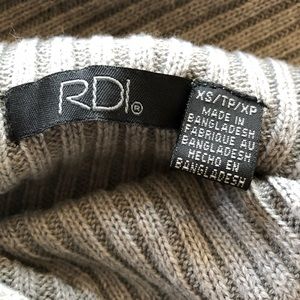 RDI®
XS/TP/XP
MADE IN
BANGLADESH
FABRIQUE AU
BANGLADESH
HECHO EN
BANGLADESH